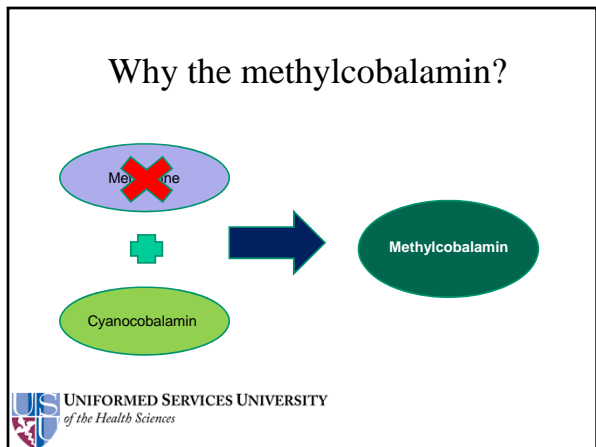 Why the methylcobalamin?
Cyanocobalamin
Methylcobalamin
UNIFORMED SERVICES UNIVERSITY
of the Health Sciences